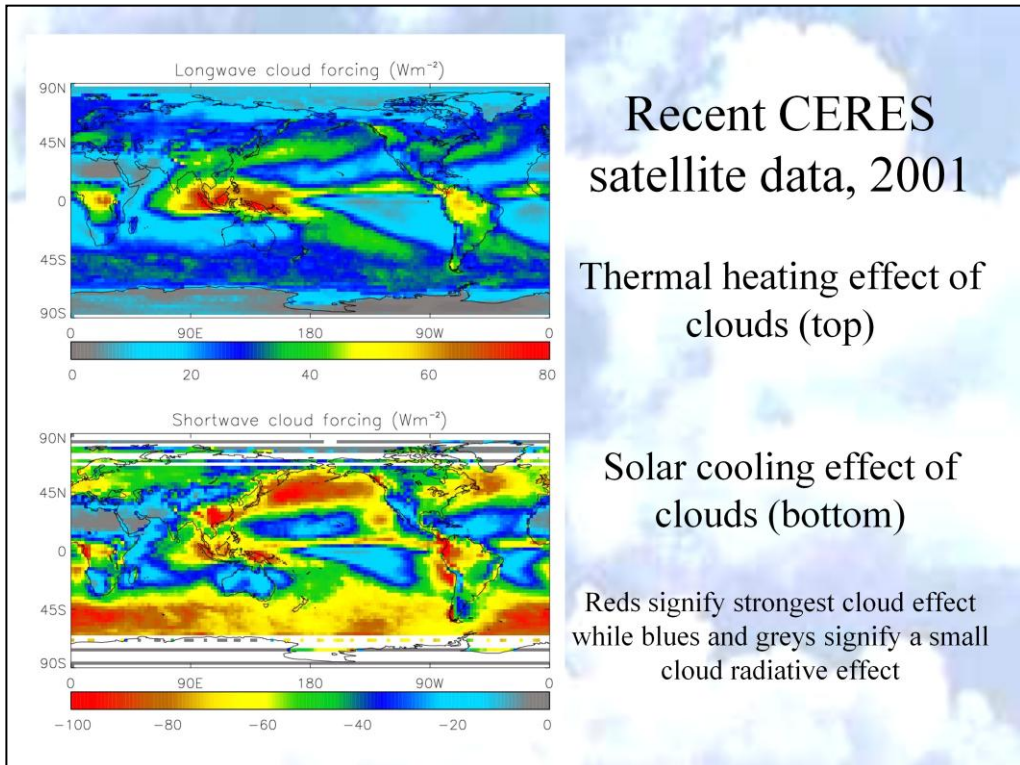 Longwave cloud forcing (Wm⁻²)
90N
45N
0
45S
90S
0 90E 180 90W 0
0 20 40 60 80
Shortwave cloud forcing (Wm⁻²)
90N
45N
0
45S
90S
0 90E 180 90W 0
−100 −80 −60 −40 −20 0
Recent CERES
satellite data, 2001
Thermal heating effect of
clouds (top)
Solar cooling effect of
clouds (bottom)
Reds signify strongest cloud effect
while blues and greys signify a small
cloud radiative effect